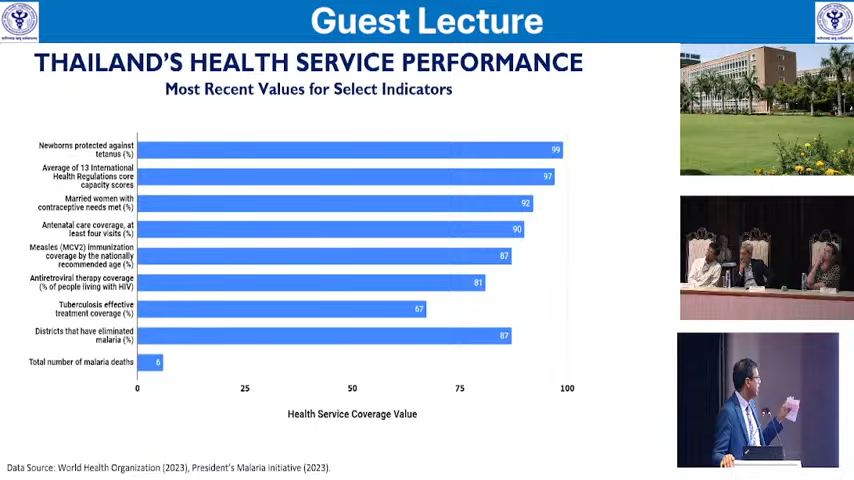 Guest Lecture
THAILAND'S HEALTH SERVICE PERFORMANCE
Most Recent Values for Select Indicators
Newborns protected against
tetanus (%)
99
Average of 13 International
Health Regulations core
capacity scores
97
Married women with
contraceptive needs met (%)
92
Antenatal care coverage, at
least four visits (%)
90
Measles (MCV2) immunization
coverage by the nationally
recommended age (%)
87
Antiretroviral therapy coverage
(% of people living with HIV)
81
Tuberculosis effective
treatment coverage (%)
67
Districts that have eliminated
malaria (%)
87
Total number of malaria deaths
6
0 25 50 75 100
Health Service Coverage Value
Data Source: World Health Organization (2023), President's Malaria Initiative (2023).